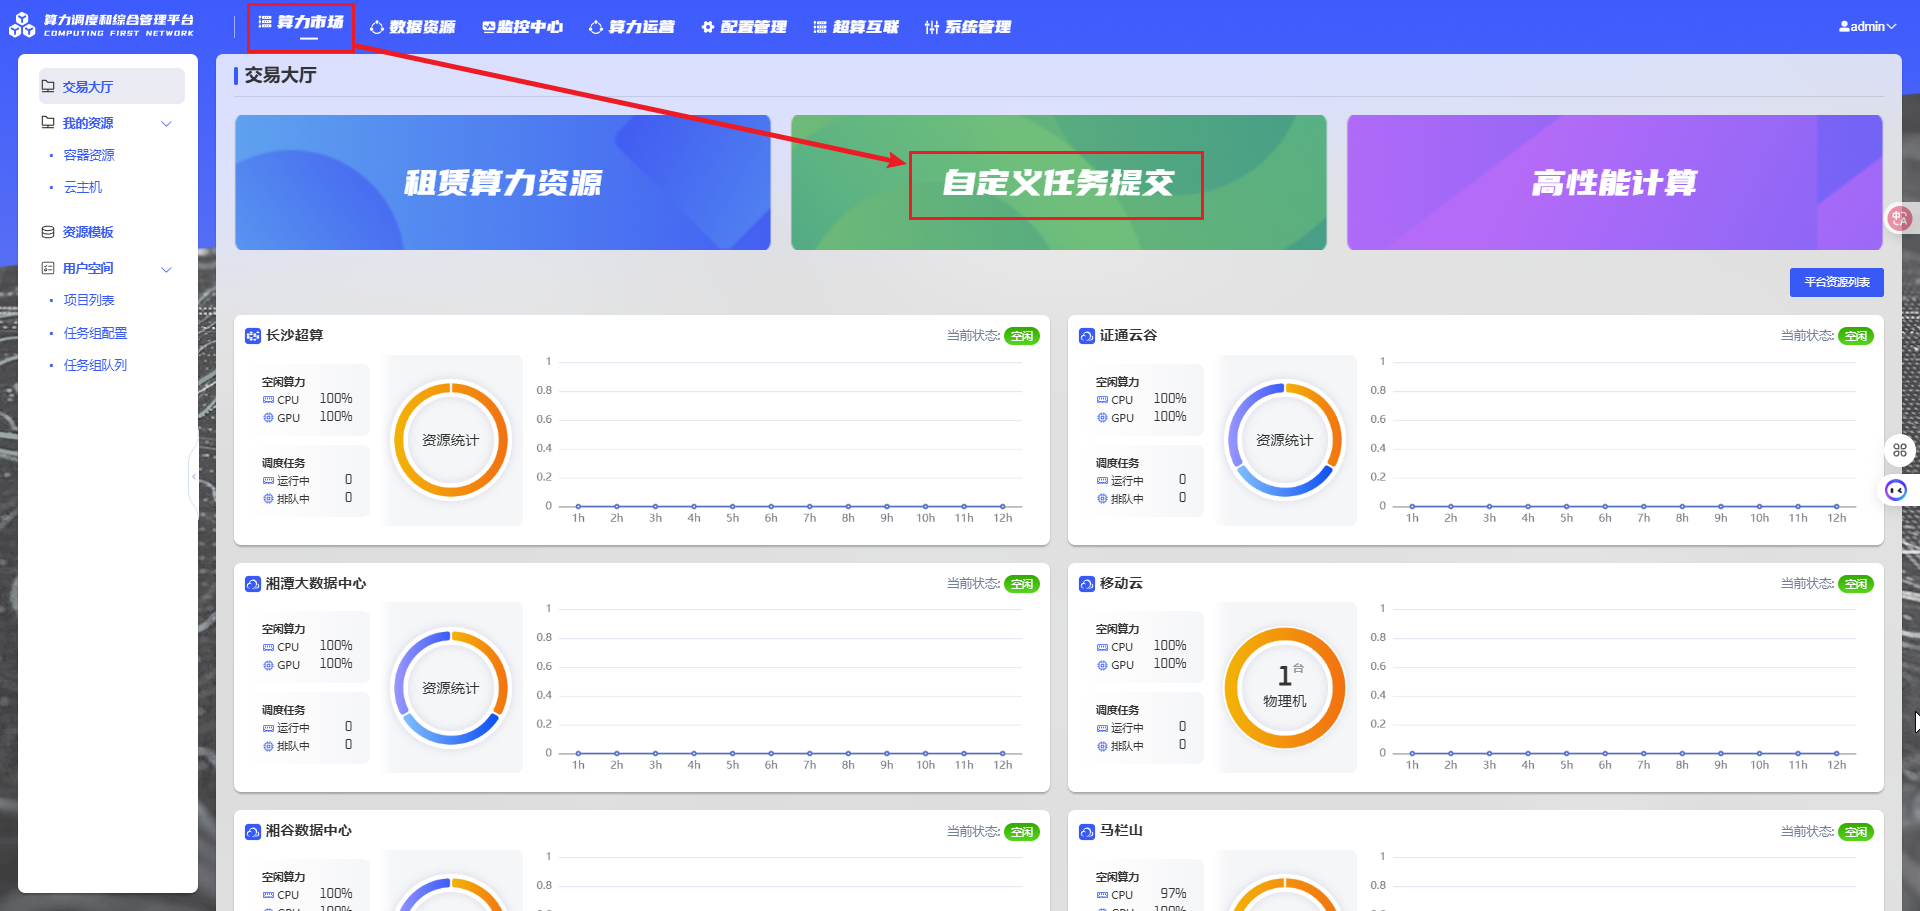 算力调度和综合管理平台
COMPUTING FIRST NETWORK
算力市场
数据资源
监控中心
算力运营
配置管理
超算互联
系统管理
admin
交易大厅
我的资源
容器资源
云主机
资源模板
用户空间
项目列表
任务组配置
任务组队列
交易大厅
租赁算力资源
自定义任务提交
高性能计算
平台资源列表
长沙超算
当前状态: 空闲
空闲算力
CPU 100%
GPU 100%
调度任务
运行中 0
排队中 0
资源统计
1
0.8
0.6
0.4
0.2
0
1h 2h 3h 4h 5h 6h 7h 8h 9h 10h 11h 12h
证通云谷
当前状态: 空闲
空闲算力
CPU 100%
GPU 100%
调度任务
运行中 0
排队中 0
资源统计
1
0.8
0.6
0.4
0.2
0
1h 2h 3h 4h 5h 6h 7h 8h 9h 10h 11h 12h
湘潭大数据中心
当前状态: 空闲
空闲算力
CPU 100%
GPU 100%
调度任务
运行中 0
排队中 0
资源统计
1
0.8
0.6
0.4
0.2
0
1h 2h 3h 4h 5h 6h 7h 8h 9h 10h 11h 12h
移动云
当前状态: 空闲
空闲算力
CPU 100%
GPU 100%
调度任务
运行中 0
排队中 0
1台
物理机
1
0.8
0.6
0.4
0.2
0
1h 2h 3h 4h 5h 6h 7h 8h 9h 10h 11h 12h
湘谷数据中心
当前状态: 空闲
空闲算力
CPU 100%
GPU 100%
1
0.8
马栏山
当前状态: 空闲
空闲算力
CPU 97%
GPU 100%
1
0.8